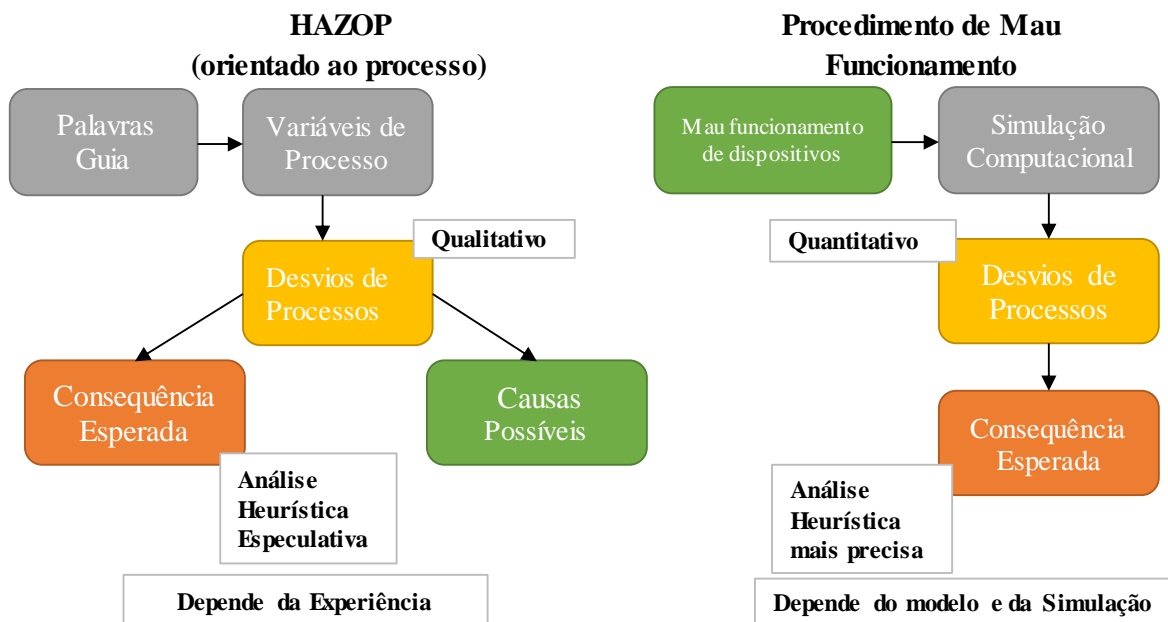 HAZOP
(orientado ao processo)
Palavras
Guia
Variáveis de
Processo
Qualitativo
Desvios de
Processos
Consequência
Esperada
Causas
Possíveis
Análise
Heurística
Especulativa
Depende da Experiência
Procedimento de Mau
Funcionamento
Mau funcionamento
de dispositivos
Simulação
Computacional
Quantitativo
Desvios de
Processos
Consequência
Esperada
Análise
Heurística
mais precisa
Depende do modelo e da Simulação